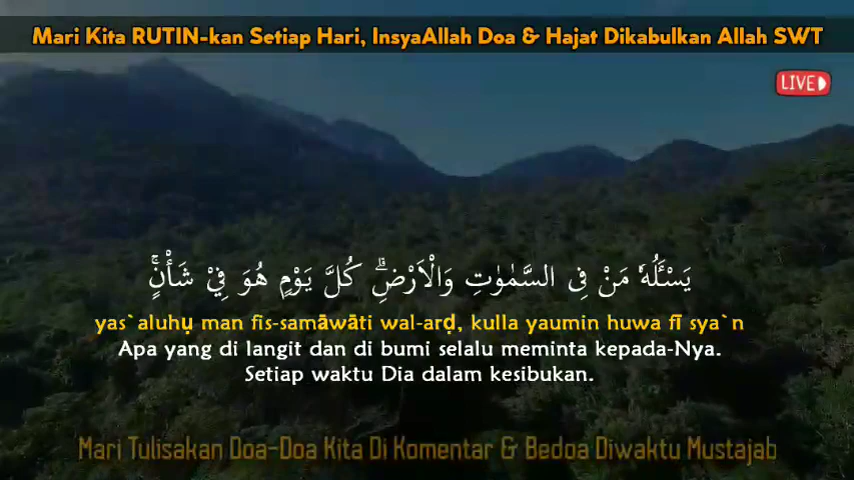 Mari Kita RUTIN-kan Setiap Hari, InsyaAllah Doa & Hajat Dikabulkan Allah SWT
LIVE
يَسْـَٔلُهٗ مَنْ فِى السَّمٰوٰتِ وَالْاَرْضِۗ كُلَّ يَوْمٍ هُوَ فِيْ شَأْنٍۚ
yas`aluhụ man fis-samāwāti wal-arḍ, kulla yaumin huwa fī sya`n
Apa yang di langit dan di bumi selalu meminta kepada-Nya.
Setiap waktu Dia dalam kesibukan.
Mari Tulisakan Doa-Doa Kita Di Komentar & Bedoa Diwaktu Mustajab